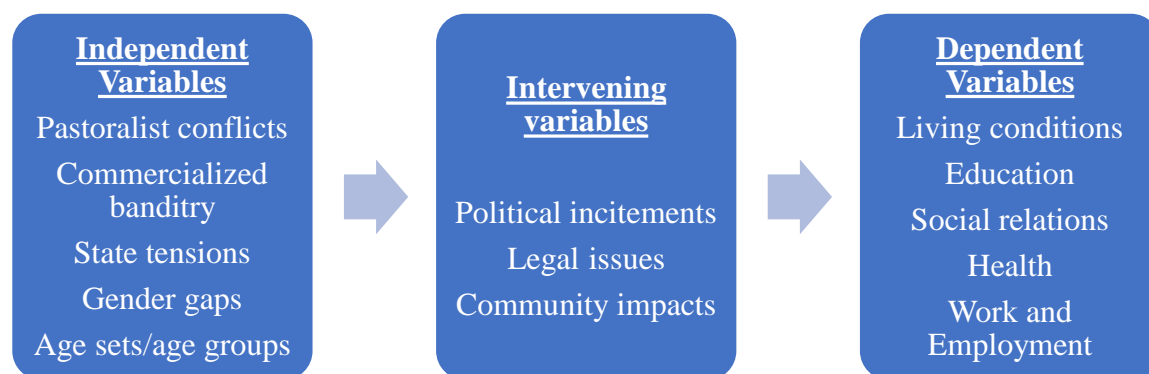 Independent
Variables
Pastoralist conflicts
Commercialized
banditry
State tensions
Gender gaps
Age sets/age groups
Intervening
variables
Political incitements
Legal issues
Community impacts
Dependent
Variables
Living conditions
Education
Social relations
Health
Work and
Employment